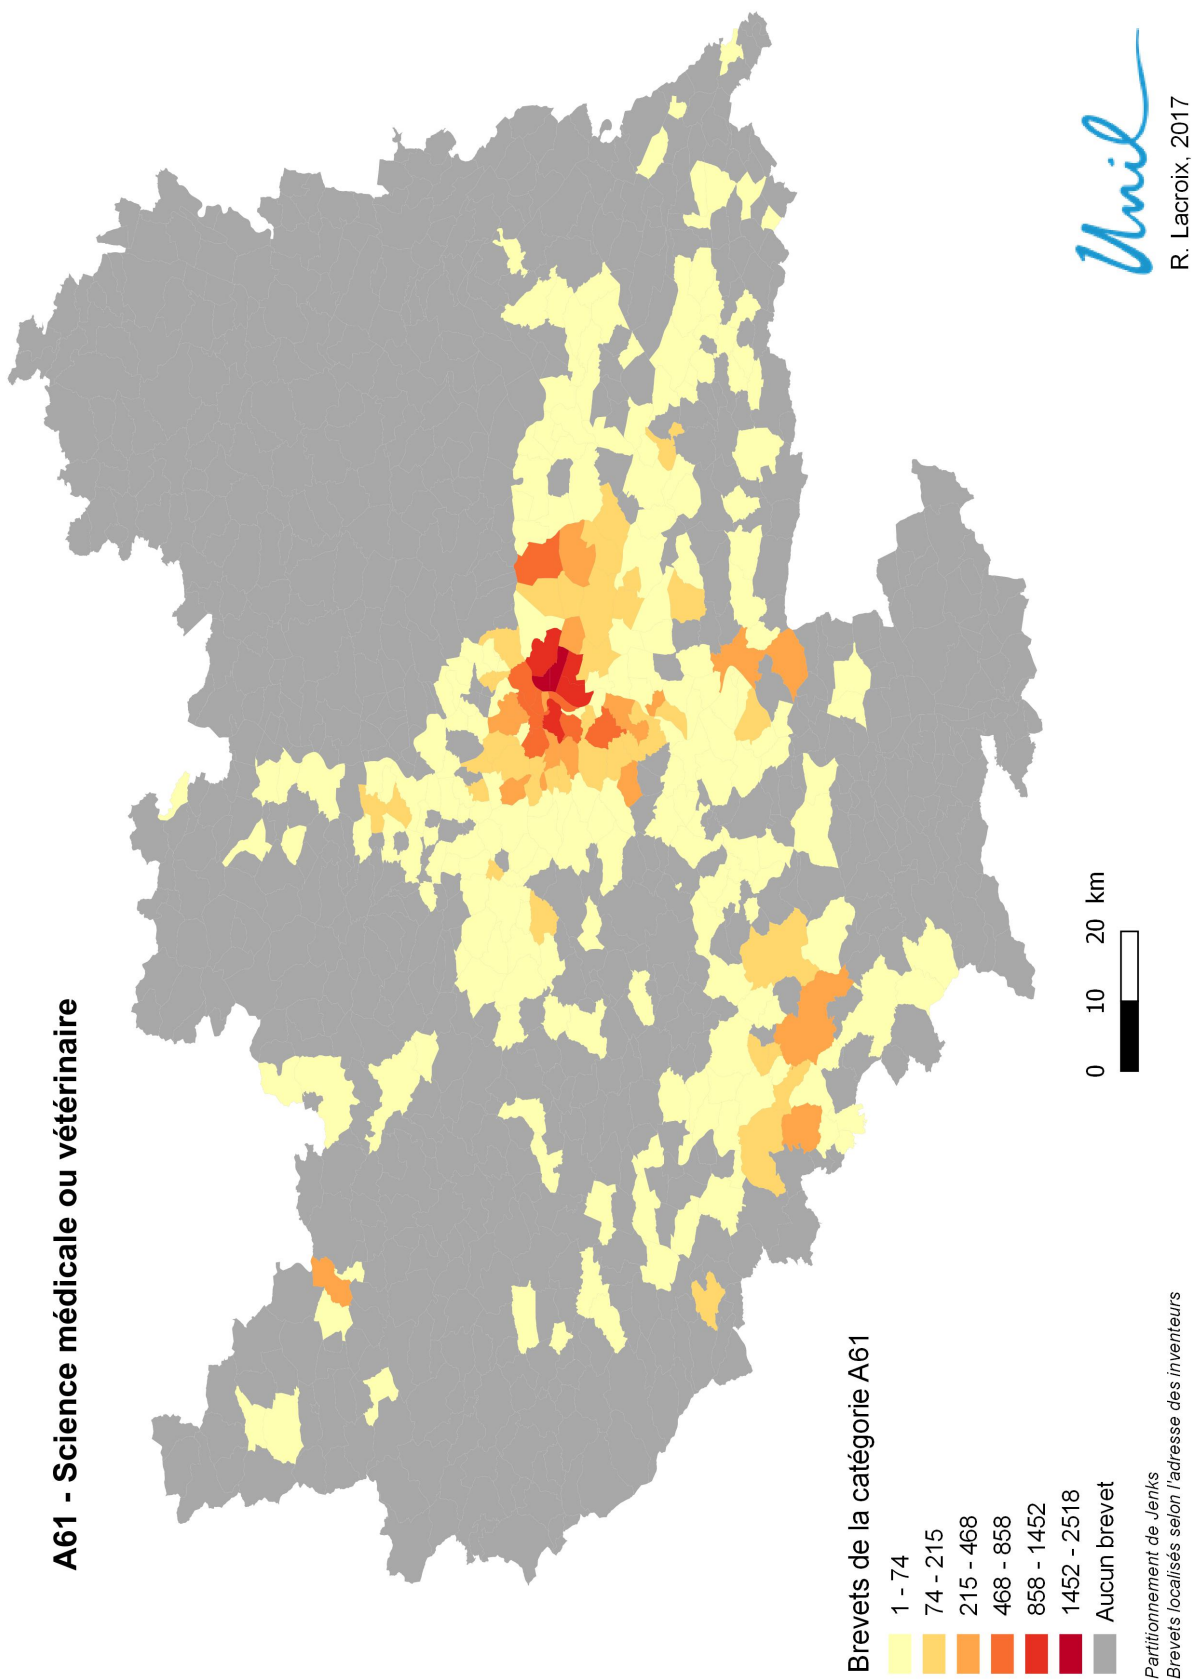 A61 - Science médicale ou vétérinaire
Brevets de la catégorie A61
1 - 74
74 - 215
215 - 468
468 - 858
858 - 1452
1452 - 2518
Aucun brevet
Partitionnement de Jenks
Brevets localisés selon l'adresse des inventeurs
0 10 20 km
Unil
R. Lacroix, 2017